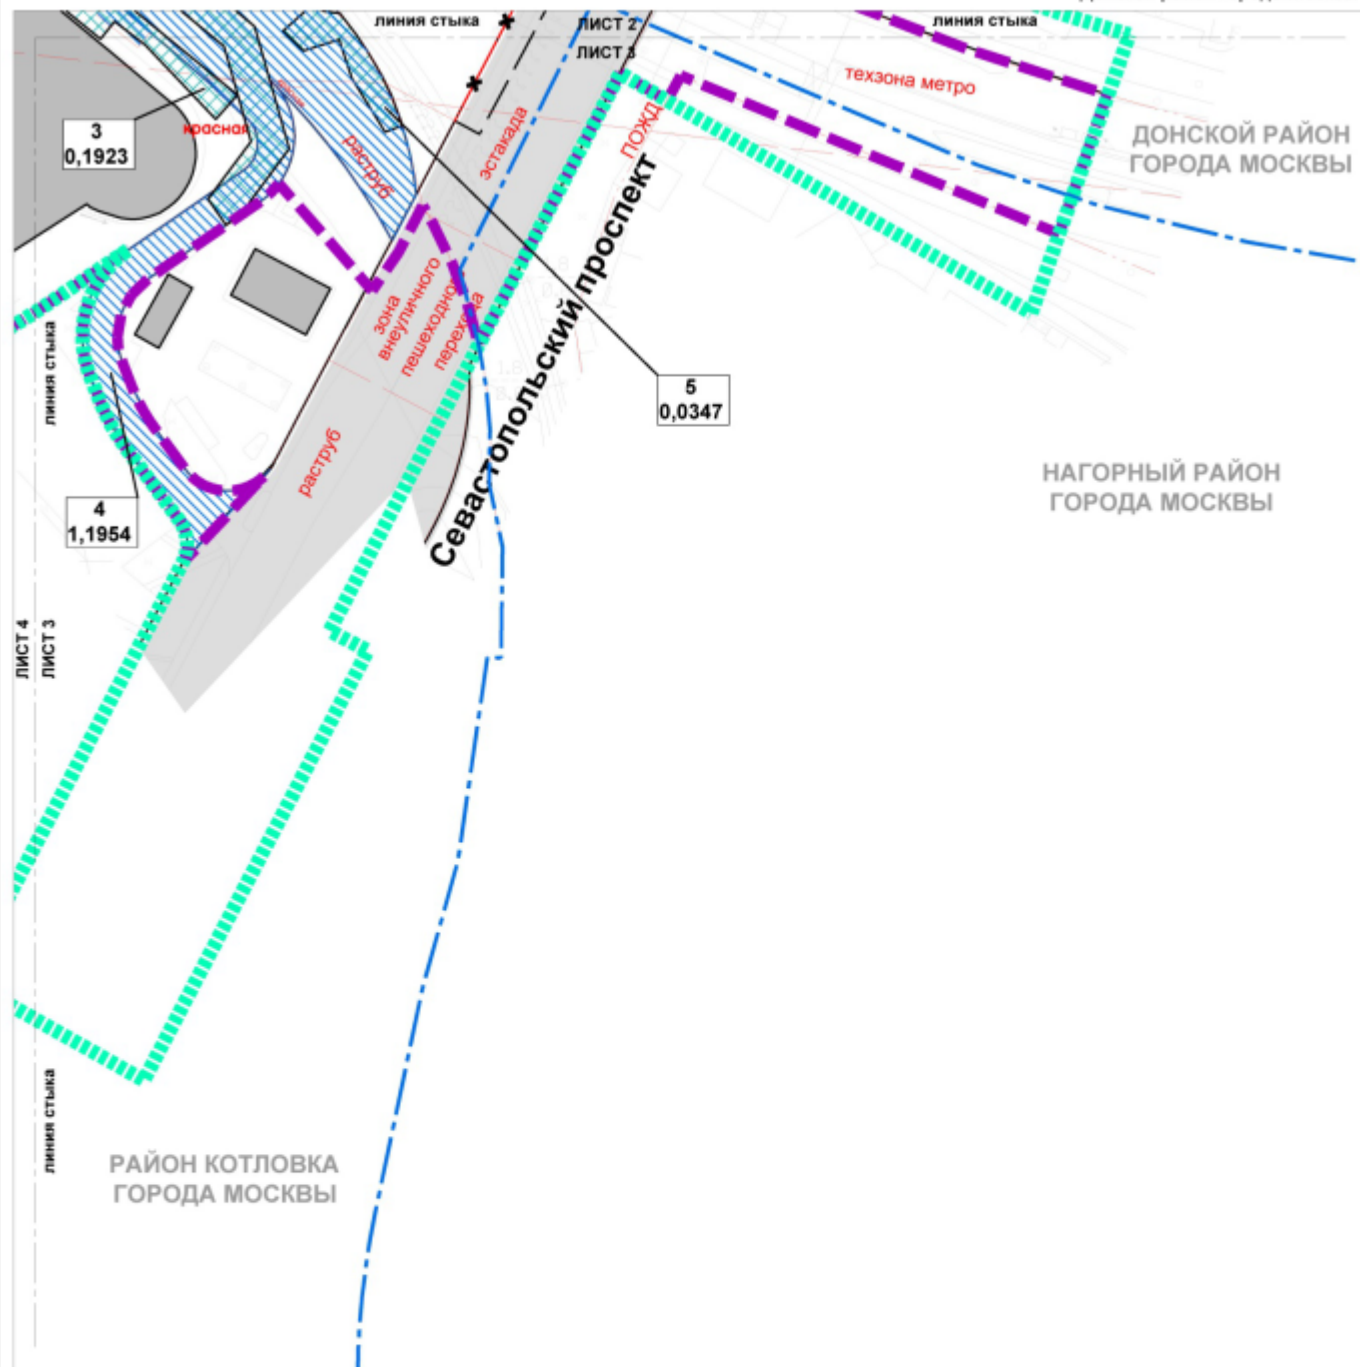 линия стыка
ЛИСТ 2
ЛИСТ 3
линия стыка
техзона метро
ДОНСКОЙ РАЙОН
ГОРОДА МОСКВЫ
3
0,1923
красная
раструб
эстакада
ПОЖД
Севастопольский проспект
зона
внеуличного
пешеходного
перехода
линия стыка
5
0,0347
раструб
4
1,1954
НАГОРНЫЙ РАЙОН
ГОРОДА МОСКВЫ
ЛИСТ 4
ЛИСТ 3
линия стыка
РАЙОН КОТЛОВКА
ГОРОДА МОСКВЫ